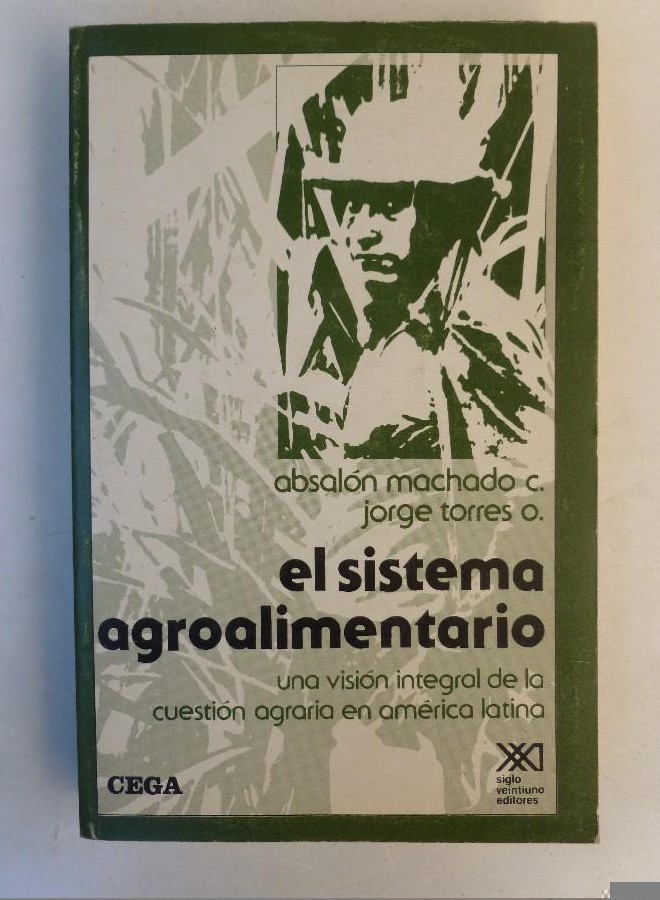 absalón machado c.
jorge torres o.
el sistema
agroalimentario
una visión integral de la
cuestión agraria en américa latina
CEGA
siglo
veintiuno
editores